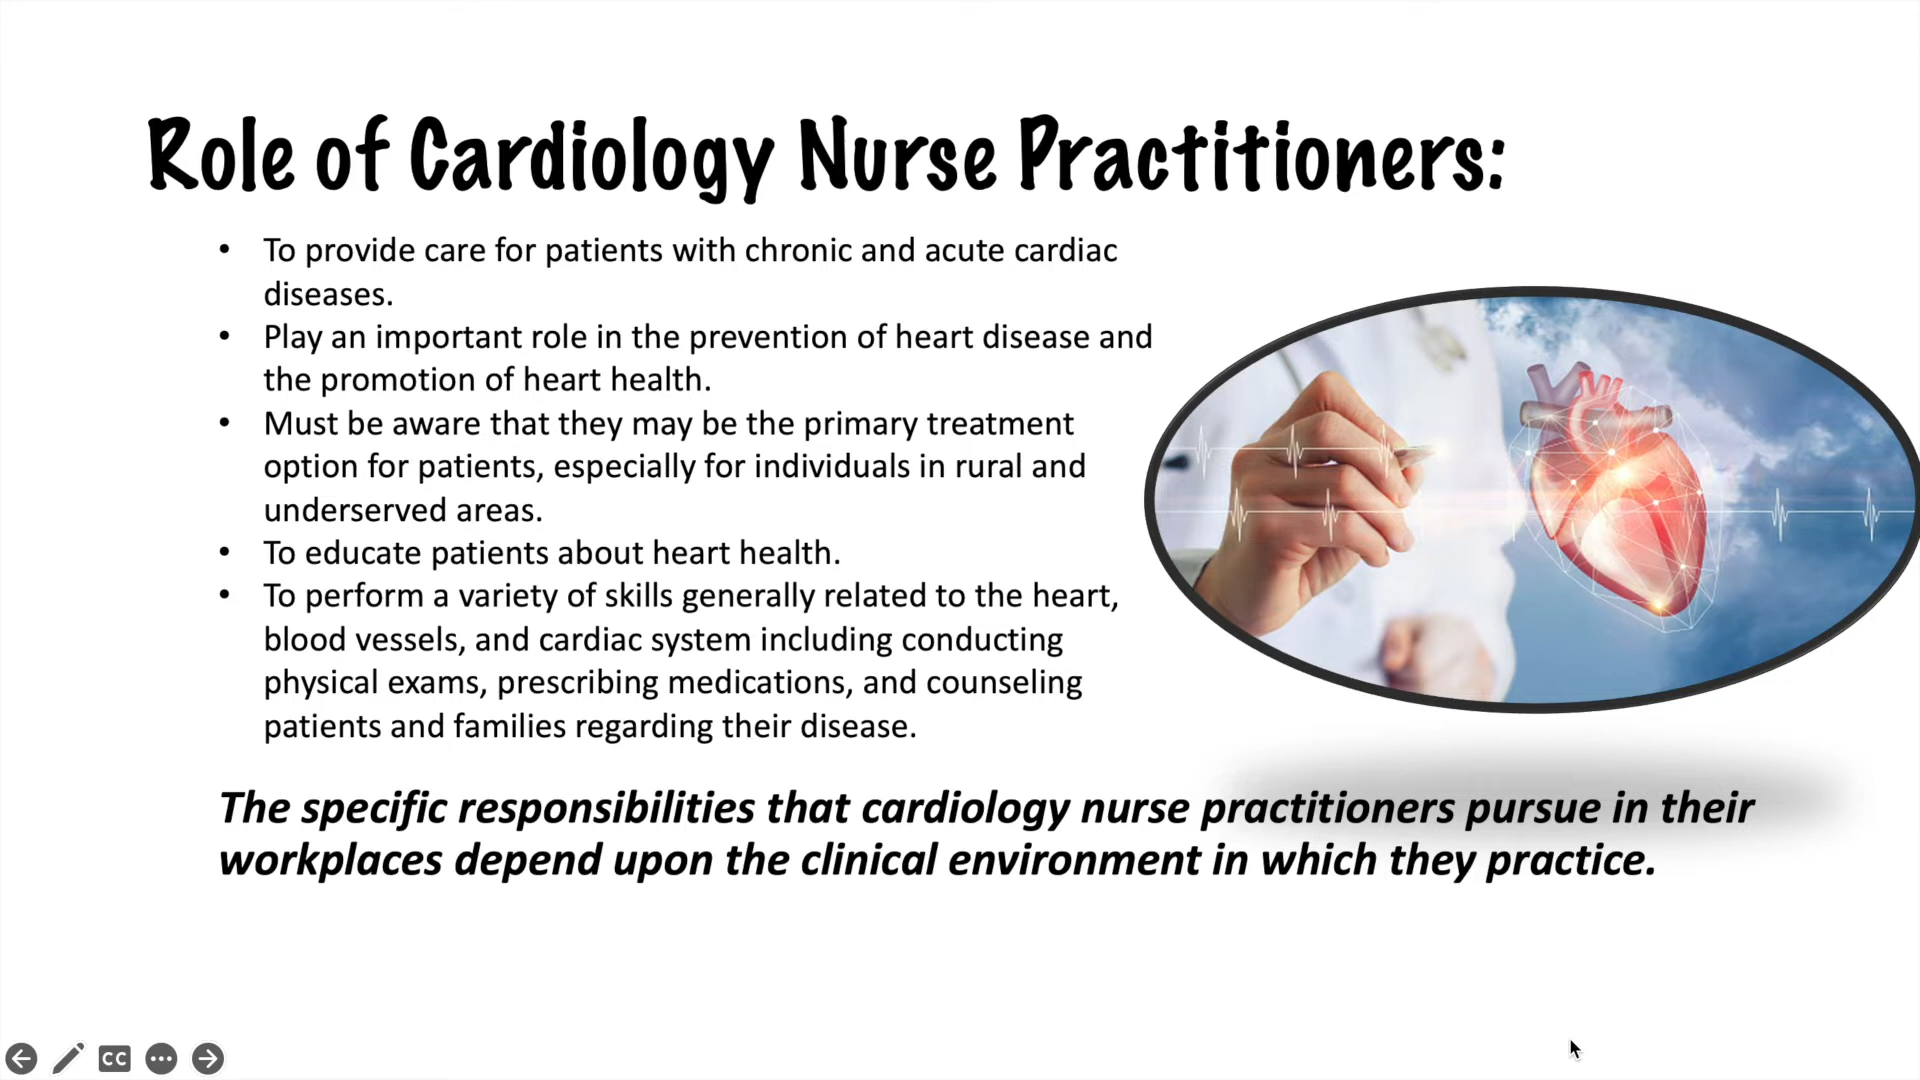 Role of Cardiology Nurse Practitioners:
• To provide care for patients with chronic and acute cardiac
diseases.
• Play an important role in the prevention of heart disease and
the promotion of heart health.
• Must be aware that they may be the primary treatment
option for patients, especially for individuals in rural and
underserved areas.
• To educate patients about heart health.
• To perform a variety of skills generally related to the heart,
blood vessels, and cardiac system including conducting
physical exams, prescribing medications, and counseling
patients and families regarding their disease.
The specific responsibilities that cardiology nurse practitioners pursue in their
workplaces depend upon the clinical environment in which they practice.
CC